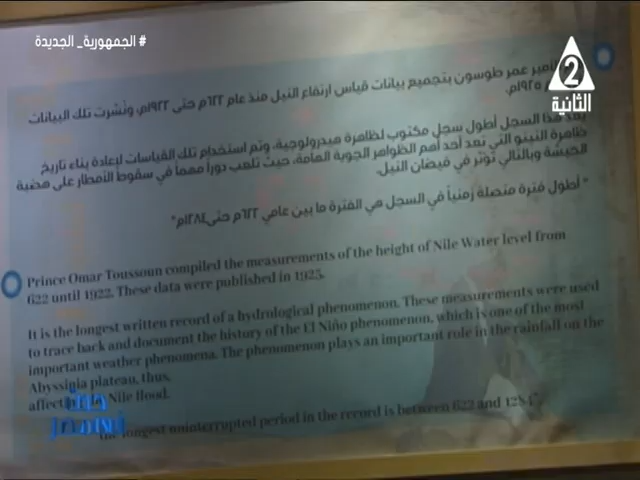 #الجمهورية_الجديدة
2
الثانية
الأمير عمر طوسون بتجميع بيانات قياس ارتفاع النيل منذ عام ٦٢٢م حتى ١٩٢٢م، ونُشرت تلك البيانات
١٩٢٥م.
يعد هذا السجل أطول سجل مكتوب لظاهرة هيدرولوجية، وتم استخدام تلك القياسات لإعادة بناء تاريخ
ظاهرة النينو التي تعد أحد أهم الظواهر الجوية العامة، حيث تلعب دوراً مهماً في سقوط الأمطار على هضبة
الحبشة وبالتالي تؤثر في فيضان النيل.
" أطول فترة متصلة زمنياً في السجل هي الفترة ما بين عامي ٦٢٢م حتى ١٢٨٤م"
Prince Omar Toussoun compiled the measurements of the height of Nile Water level from
622 until 1922. These data were published in 1925.
It is the longest written record of a hydrological phenomenon. These measurements were used
to trace back and document the history of the El Niño phenomenon, which is one of the most
important weather phenomena. The phenomenon plays an important role in the rainfall on the
Abyssinia plateau, thus,
Nile flood.
longest uninterrupted period in the record is between 622 and 1284"